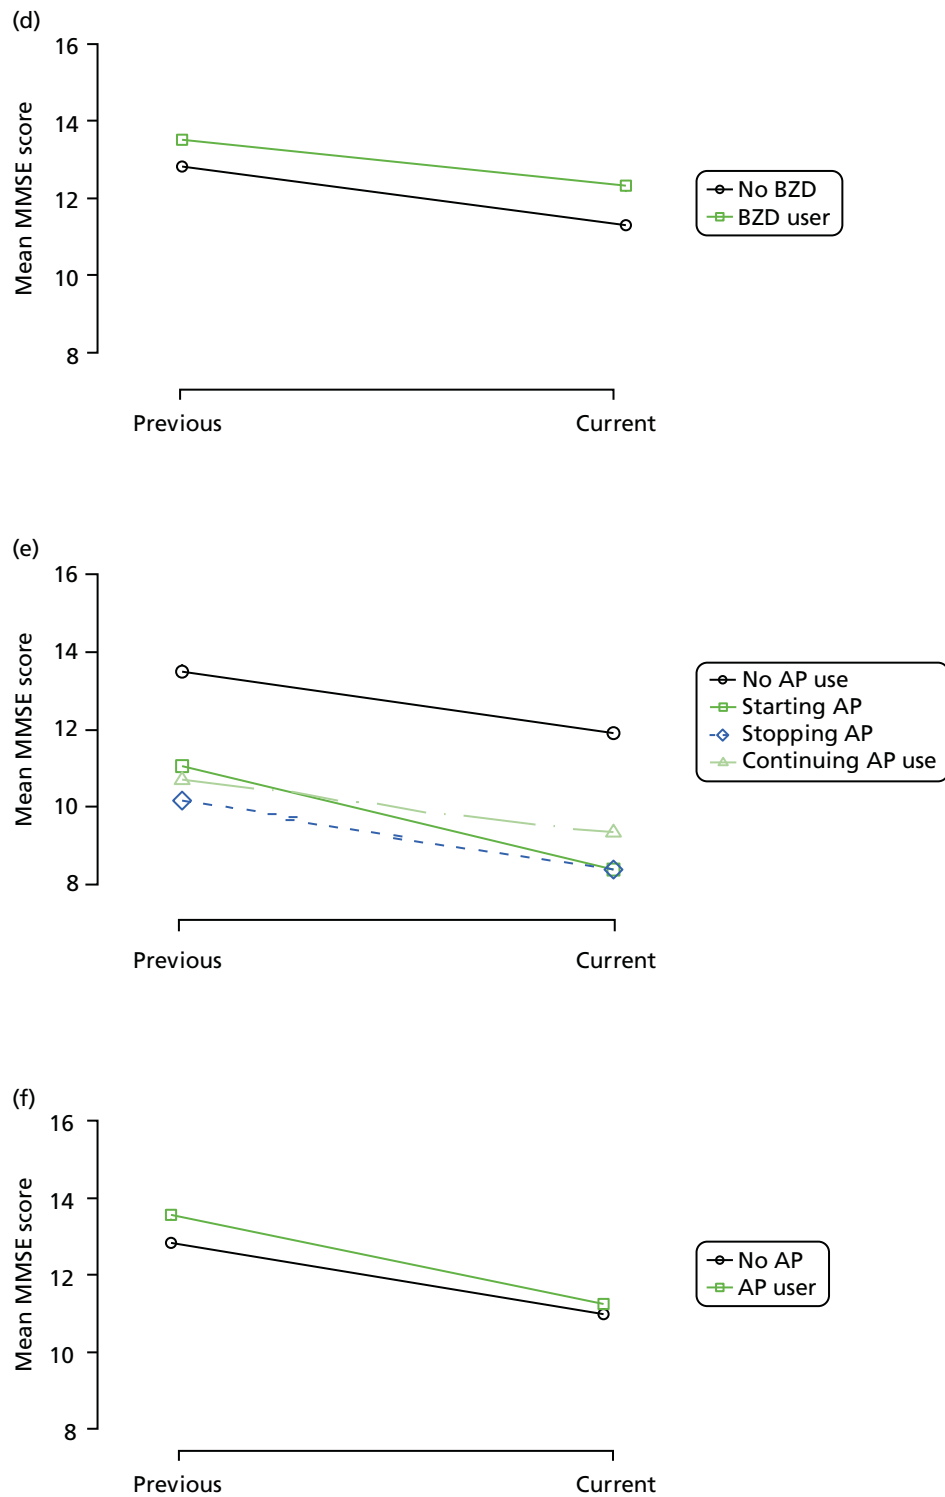 (d)
16
14
12
10
8
Mean MMSE score
Previous
Current
No BZD
BZD user
(e)
16
14
12
10
8
Mean MMSE score
Previous
Current
No AP use
Starting AP
Stopping AP
Continuing AP use
(f)
16
14
12
10
8
Mean MMSE score
Previous
Current
No AP
AP user